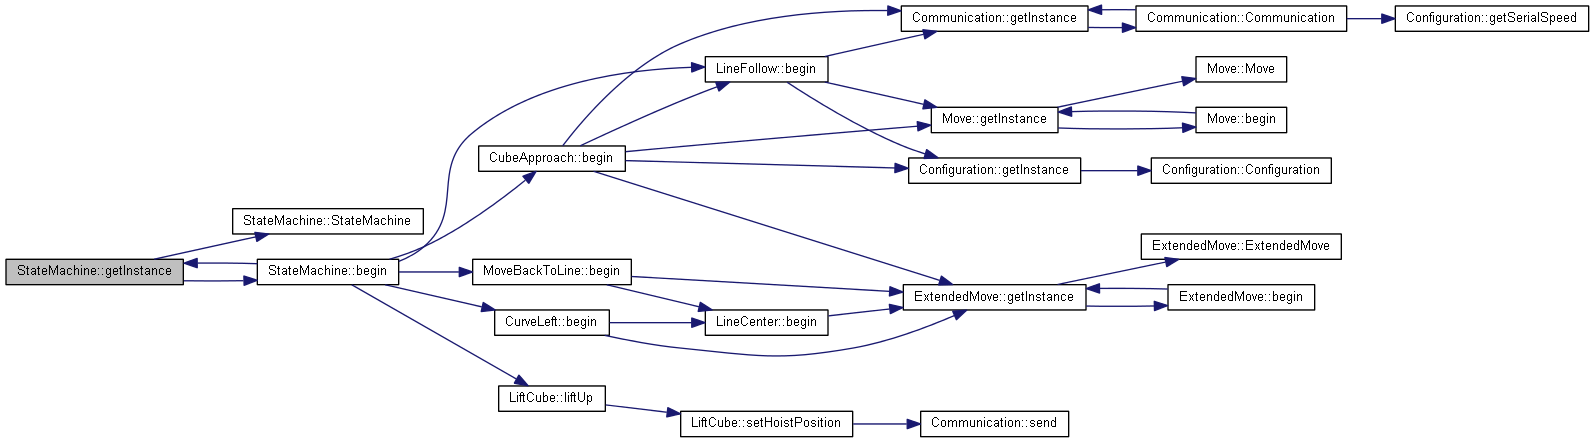 Communication::getInstance
Communication::Communication
Configuration::getSerialSpeed
LineFollow::begin
Move::Move
Move::getInstance
Move::begin
CubeApproach::begin
Configuration::getInstance
Configuration::Configuration
StateMachine::StateMachine
ExtendedMove::ExtendedMove
StateMachine::getInstance
StateMachine::begin
MoveBackToLine::begin
ExtendedMove::getInstance
ExtendedMove::begin
CurveLeft::begin
LineCenter::begin
LiftCube::liftUp
LiftCube::setHoistPosition
Communication::send